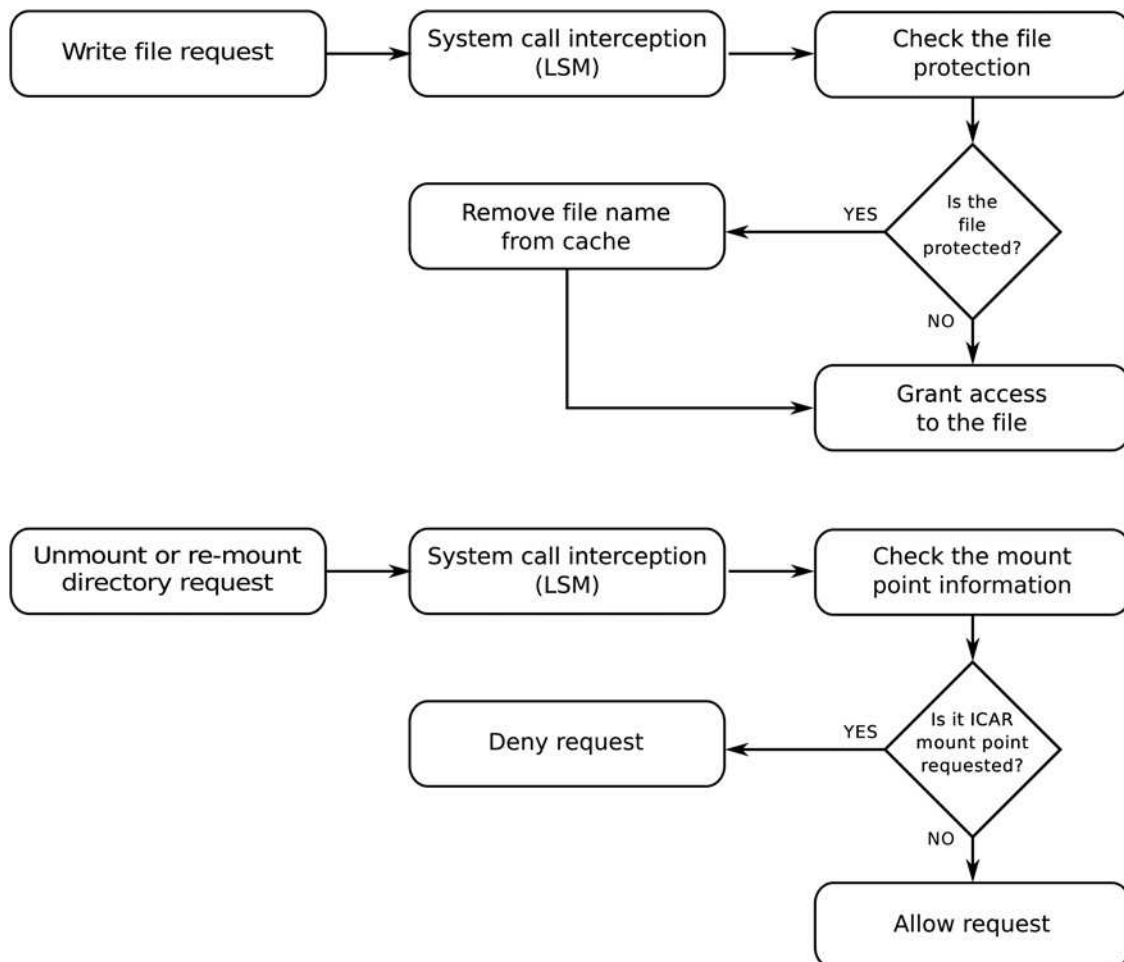 Write file request
System call interception
(LSM)
Check the file
protection
Is the
file
protected?
YES
Remove file name
from cache
NO
Grant access
to the file
Unmount or re-mount
directory request
System call interception
(LSM)
Check the mount
point information
Is it ICAR
mount point
requested?
YES
Deny request
NO
Allow request